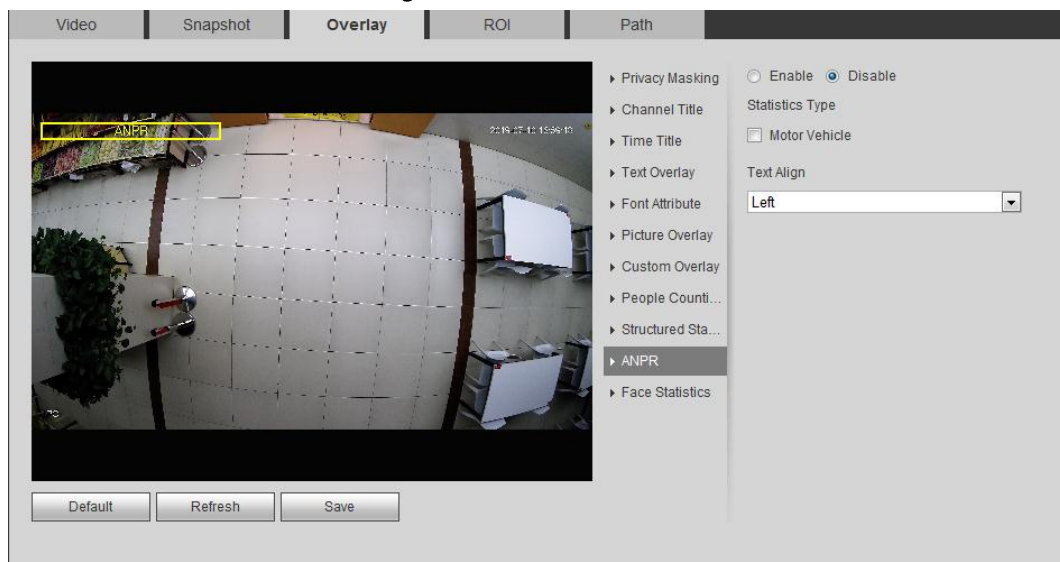 Video Snapshot Overlay ROI Path
Privacy Masking
Channel Title
Time Title
Text Overlay
Font Attribute
Picture Overlay
Custom Overlay
People Counti...
Structured Sta...
ANPR
Face Statistics
Enable Disable
Statistics Type
Motor Vehicle
Text Align
Left
ANPR
Default Refresh Save